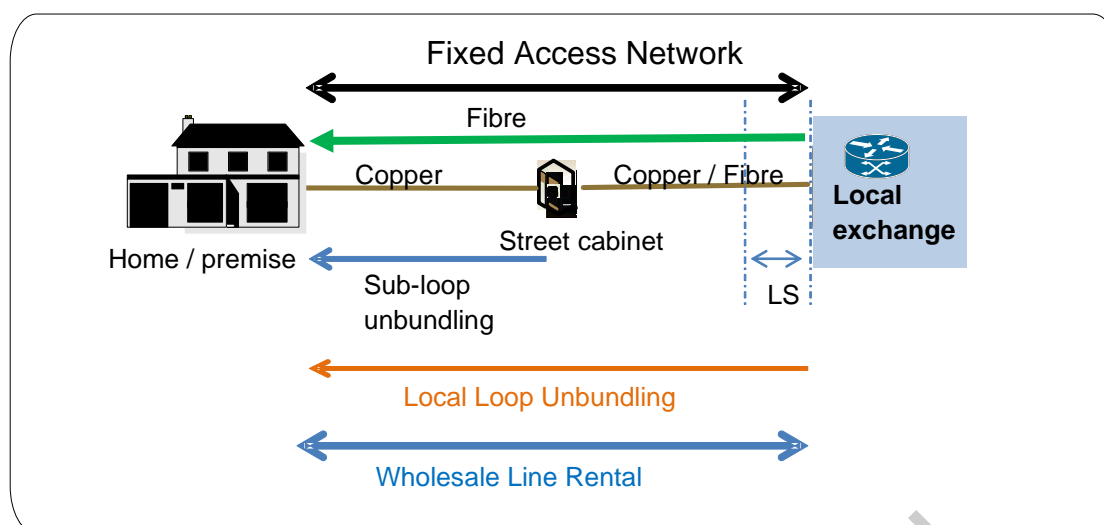 Fixed Access Network
Fibre
Copper
Copper / Fibre
Local
exchange
Street cabinet
Home / premise
Sub-loop
unbundling
LS
Local Loop Unbundling
Wholesale Line Rental